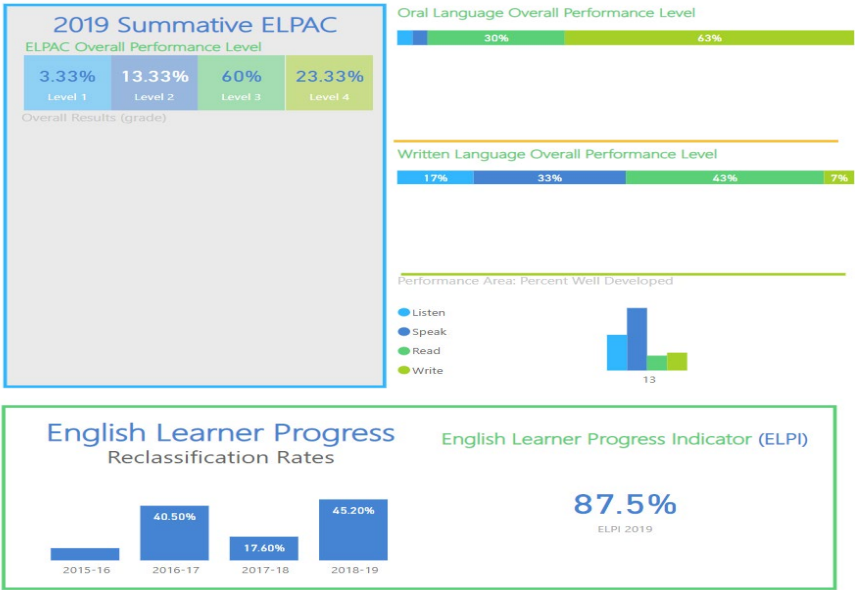 2019 Summative ELPAC
ELPAC Overall Performance Level
3.33% 13.33% 60% 23.33%
Level 1 Level 2 Level 3 Level 4
Overall Results (grade)
Oral Language Overall Performance Level
30% 63%
Written Language Overall Performance Level
17% 33% 43% 7%
Performance Area: Percent Well Developed
Listen
Speak
Read
Write
13
English Learner Progress
Reclassification Rates
40.50% 17.60% 45.20%
2015-16 2016-17 2017-18 2018-19
English Learner Progress Indicator (ELPI)
87.5%
ELPI 2019